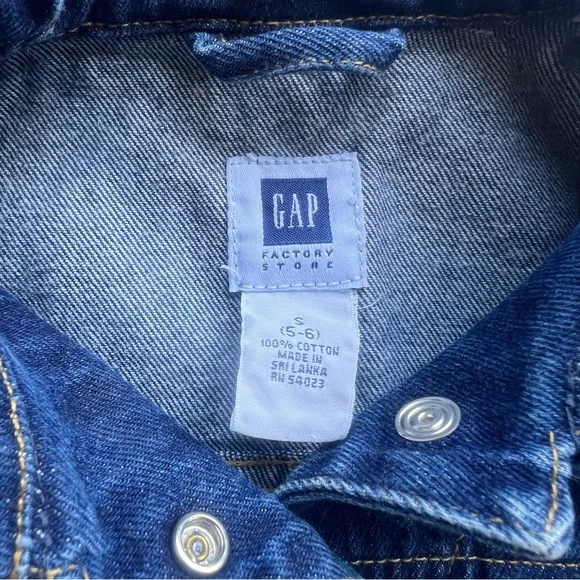 GAP
FACTORY
STORE
S
(5-6)
100% COTTON
MADE IN
SRI LANKA
RN 54023